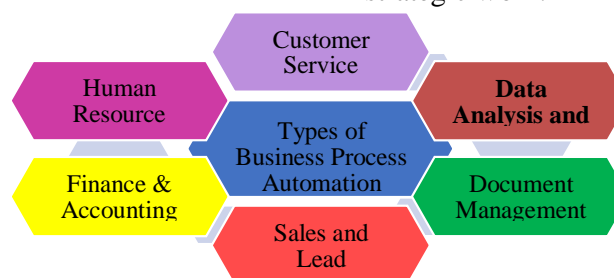 Customer
Service
Human
Resource
Data
Analysis and
Types of
Business Process
Automation
Finance &
Accounting
Document
Management
Sales and
Lead